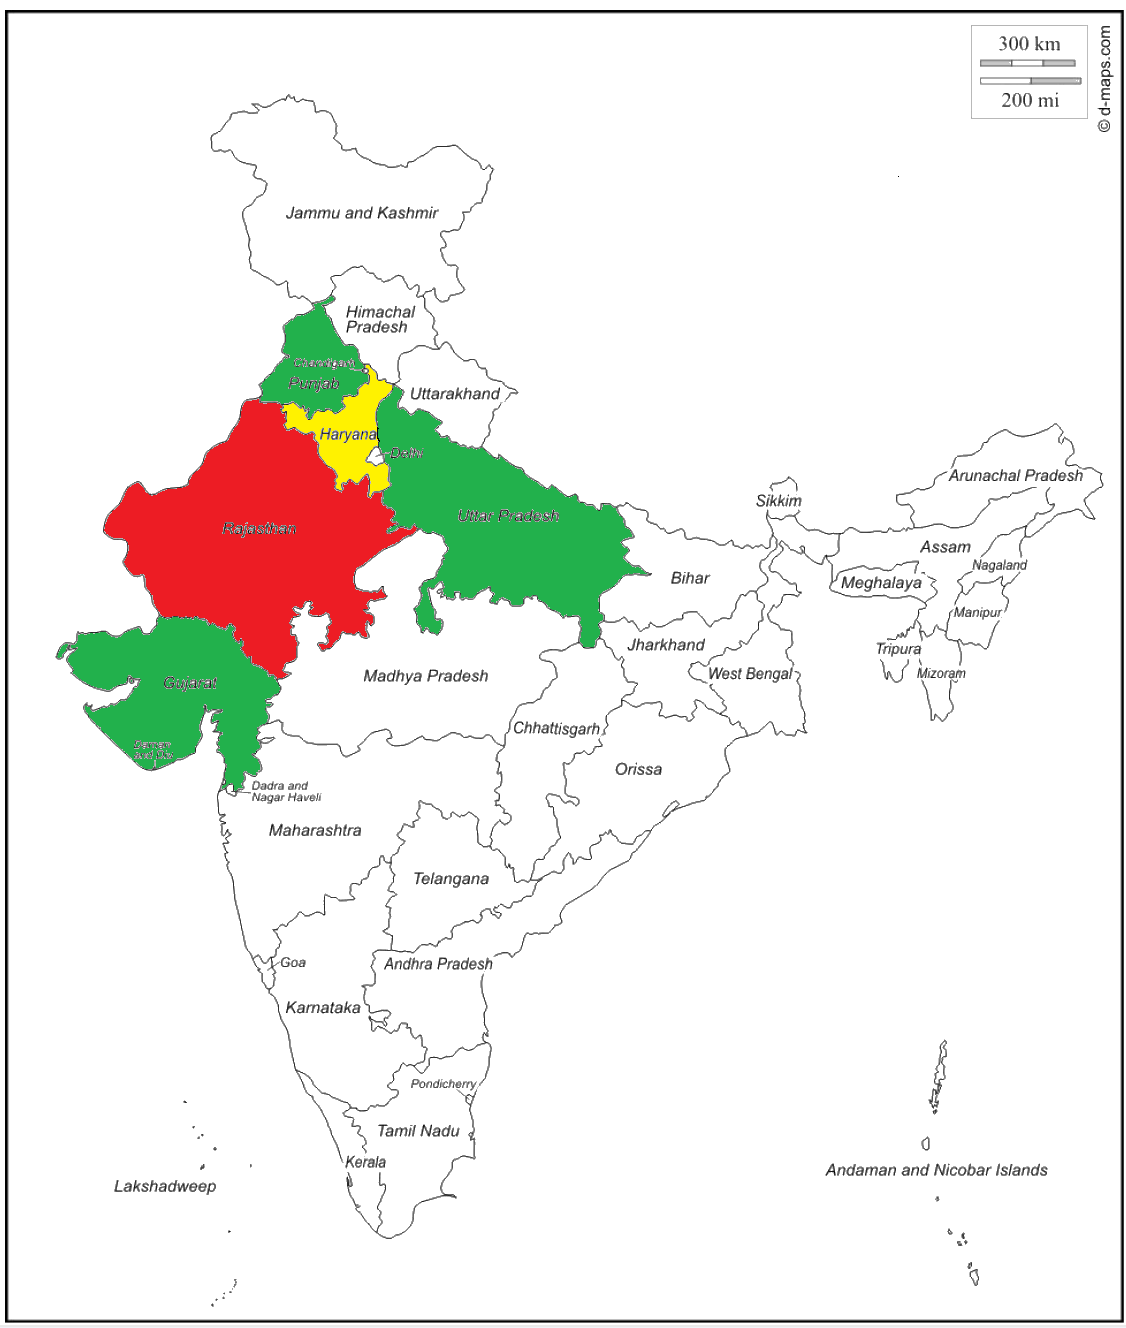 300 km
200 mi
© d-maps.com
Jammu and Kashmir
Himachal
Pradesh
Chandigarh
Punjab
Uttarakhand
Haryana
Delhi
Arunachal Pradesh
Sikkim
Rajasthan
Uttar Pradesh
Assam
Nagaland
Bihar
Meghalaya
Manipur
Jharkhand
Tripura
Madhya Pradesh
West Bengal
Mizoram
Gujarat
Chhattisgarh
Daman
and Diu
Orissa
Dadra and
Nagar Haveli
Maharashtra
Telangana
Goa
Andhra Pradesh
Karnataka
Pondicherry
Tamil Nadu
Kerala
Andaman and Nicobar Islands
Lakshadweep